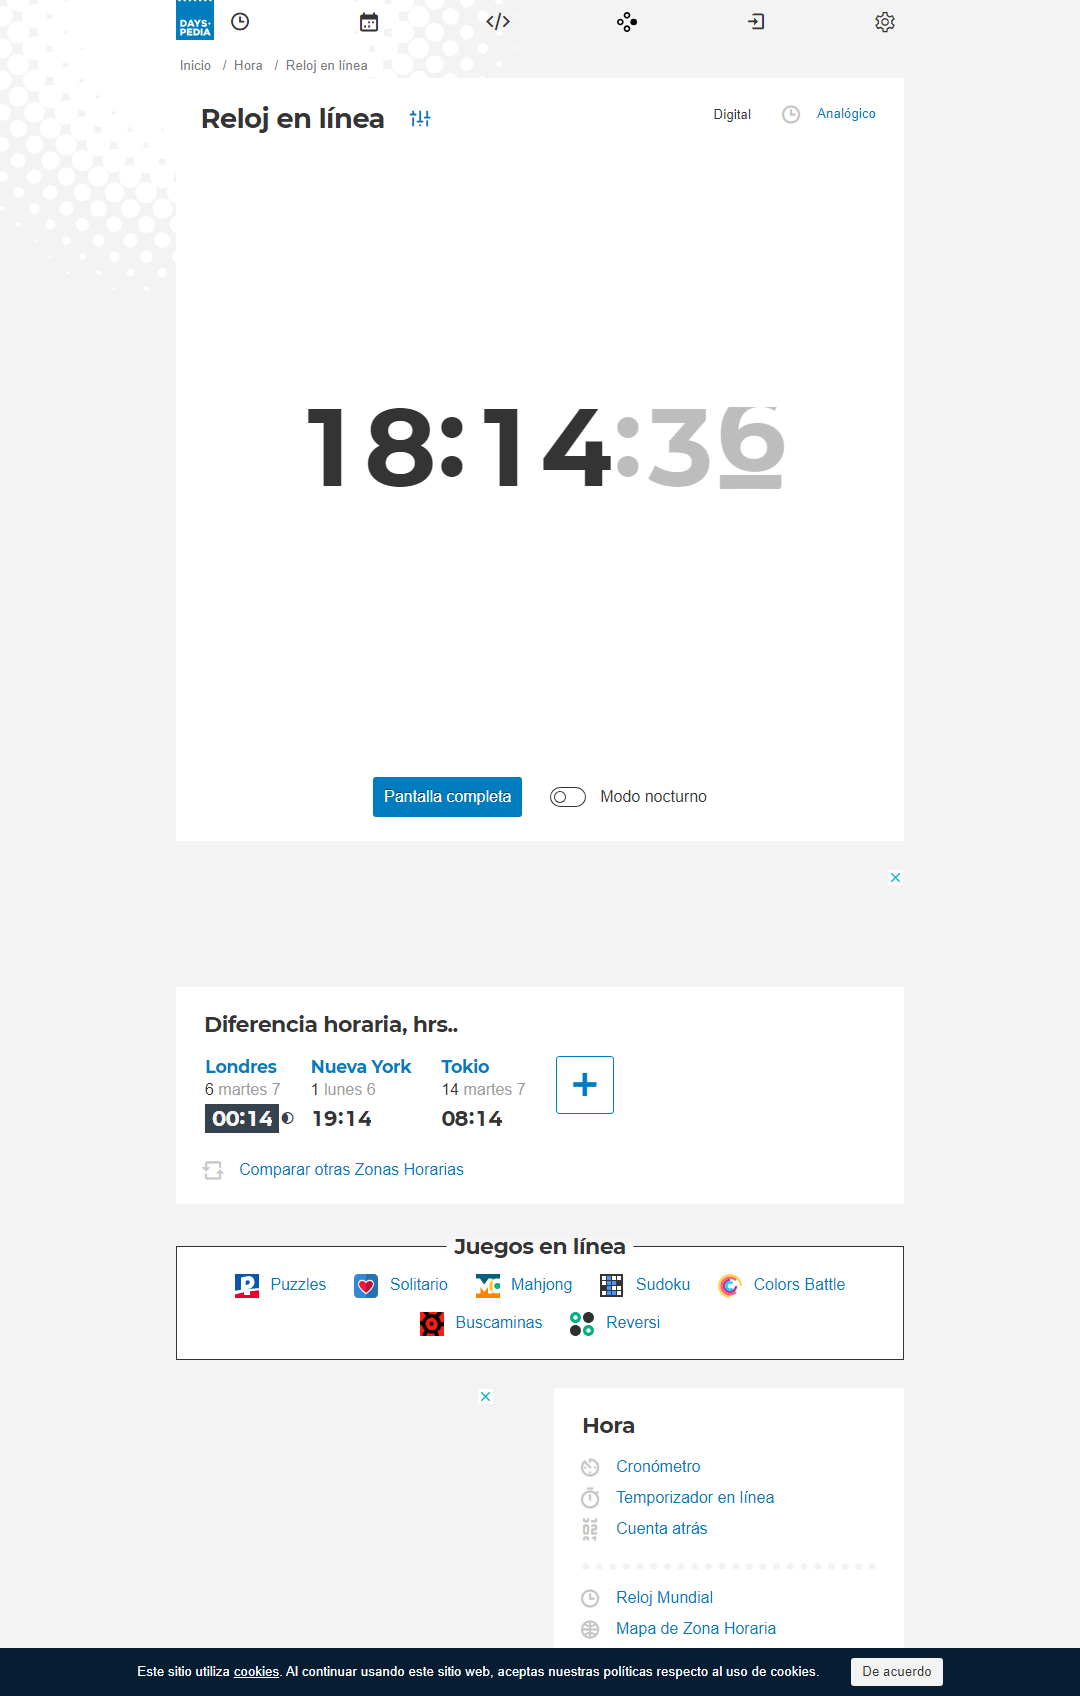 DAYS•
PEDIA
Inicio / Hora / Reloj en línea
Reloj en línea
Digital
Analógico
18:14:36
Pantalla completa
Modo nocturno
Diferencia horaria, hrs..
Londres
6 martes 7
00:14
Nueva York
1 lunes 6
19:14
Tokio
14 martes 7
08:14
Comparar otras Zonas Horarias
Juegos en línea
Puzzles
Solitario
Mahjong
Sudoku
Colors Battle
Buscaminas
Reversi
Hora
Cronómetro
Temporizador en línea
Cuenta atrás
Reloj Mundial
Mapa de Zona Horaria
Este sitio utiliza cookies. Al continuar usando este sitio web, aceptas nuestras políticas respecto al uso de cookies.
De acuerdo